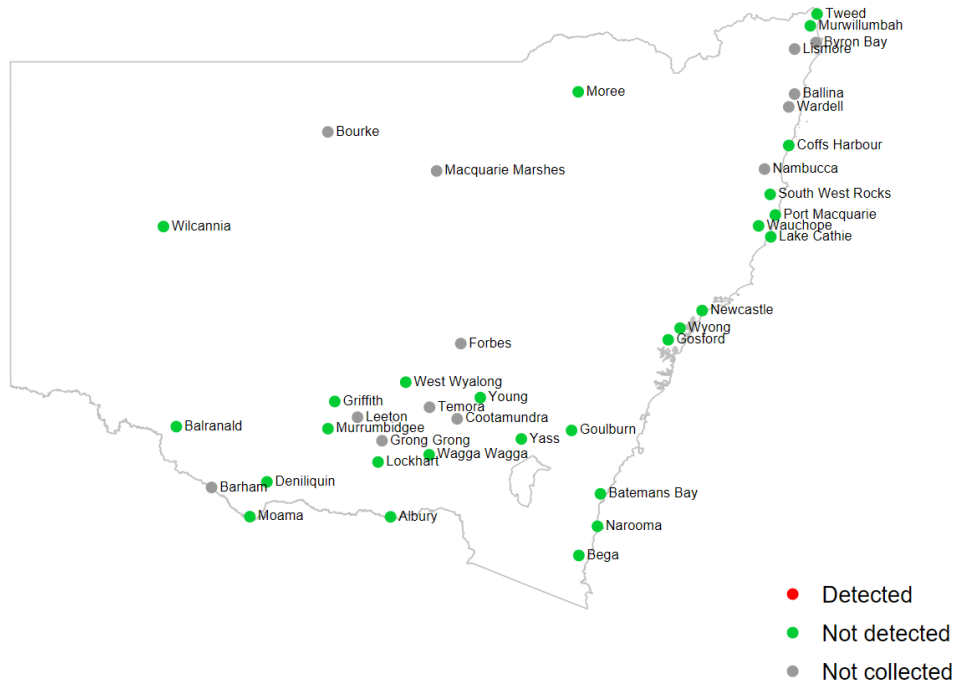 Tweed
Murwillumbah
Byron Bay
Lismore
Moree
Ballina
Wardell
Bourke
Coffs Harbour
Macquarie Marshes
Nambucca
South West Rocks
Port Macquarie
Wilcannia
Wauchope
Lake Cathie
Newcastle
Wyong
Gosford
Forbes
West Wyalong
Young
Griffith
Temora
Leeton
Cootamundra
Balranald
Murrumbidgee
Goulburn
Grong Grong
Yass
Wagga Wagga
Lockhart
Deniliquin
Barham
Batemans Bay
Moama
Albury
Narooma
Bega
Detected
Not detected
Not collected